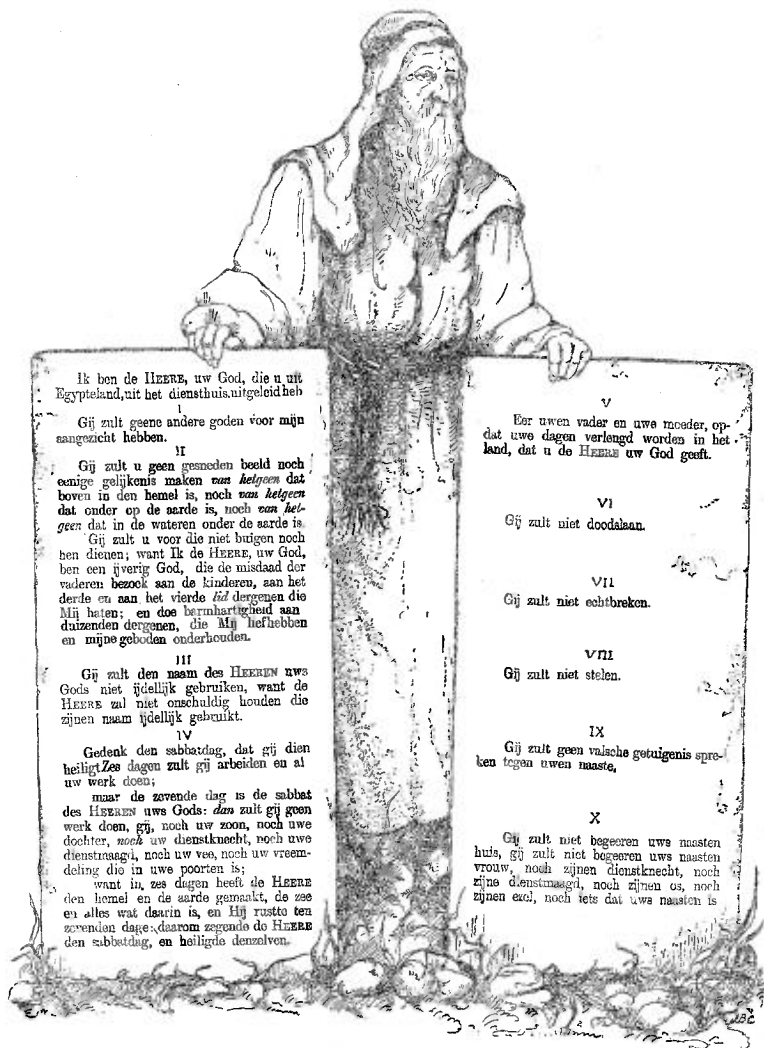 Ik ben de HEERE, uw God, die u uit
Egypteland, uit het diensthuis, uitgeleid heb
I
Gij zult geene andere goden voor mijn
aangezicht hebben.
II
Gij zult u geen gesneden beeld noch
eenige gelijkenis maken van hetgeen dat
boven in den hemel is, noch van hetgeen
dat onder op de aarde is, noch van het-
geen dat in de wateren onder de aarde is
Gij zult u voor die niet buigen noch
hen dienen; want Ik de HEERE, uw God,
ben een ijverig God, die de misdaad der
vaderen bezoek aan de kinderen, aan het
derde en aan het vierde lid dergenen die
Mij haten; en doe barmhartigheid aan
duizenden dergenen, die Mij liefhebben
en mijne geboden onderhouden.
III
Gij zult den naam des HEEREN uws
Gods niet ijdellijk gebruiken, want de
HEERE zal niet onschuldig houden die
zijnen naam ijdellijk gebruikt.
IV
Gedenk den sabbatdag, dat gij dien
heiligt Zes dagen zult gij arbeiden en al
uw werk doen;
maar de zevende dag is de sabbat
des HEEREN uws Gods: dan zult gij geen
werk doen, gij, noch uw zoon, noch uwe
dochter, noch uw dienstknecht, noch uwe
dienstmaagd, noch uw vee, noch uw vreem-
deling die in uwe poorten is;
want in zes dagen heeft de HEERE
den hemel en de aarde gemaakt, de zee
en alles wat daarin is, en Hij rustte ten
zevenden dage: daarom zegende de HEERE
den sabbatdag, en heiligde denzelven.
V
Eer uwen vader en uwe moeder, op-
dat uwe dagen verlengd worden in het
land, dat u de HEERE uw God geeft.
VI
Gij zult niet doodslaan.
VII
Gij zult niet echtbreken.
VIII
Gij zult niet stelen.
IX
Gij zult geen valsche getuigenis spre-
ken tegen uwen naaste.
X
Gij zult niet begeeren uws naasten
huis, gij zult niet begeeren uws naasten
vrouw, noch zijnen dienstknecht, noch
zijne dienstmaagd, noch zijnen os, noch
zijnen ezel, noch iets dat uws naasten is